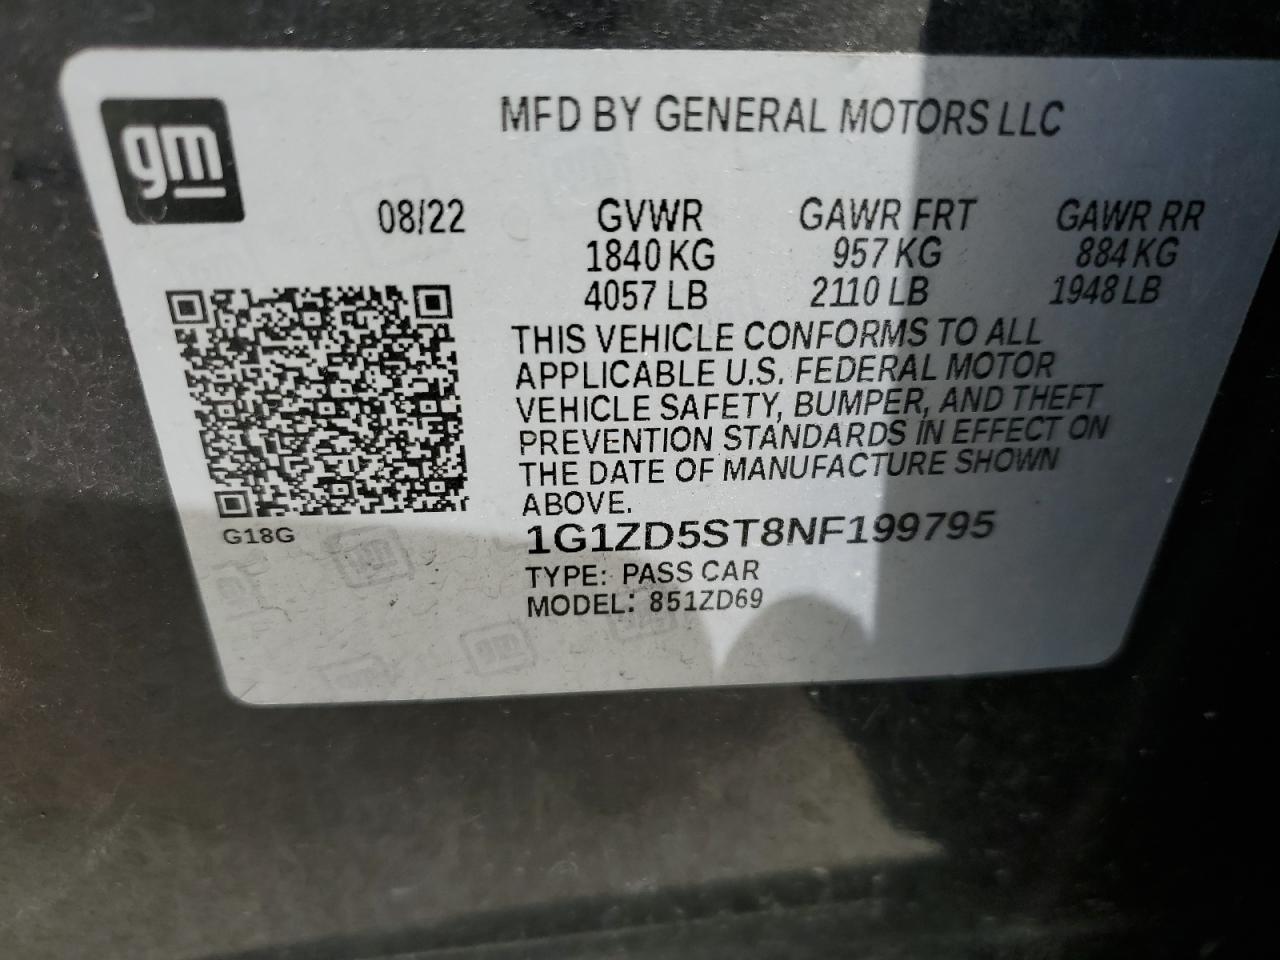 gm
MFD BY GENERAL MOTORS LLC
08/22 GVWR GAWR FRT GAWR RR
1840 KG 957 KG 884 KG
4057 LB 2110 LB 1948 LB
THIS VEHICLE CONFORMS TO ALL
APPLICABLE U.S. FEDERAL MOTOR
VEHICLE SAFETY, BUMPER, AND THEFT
PREVENTION STANDARDS IN EFFECT ON
THE DATE OF MANUFACTURE SHOWN
ABOVE.
G18G
1G1ZD5ST8NF199795
TYPE: PASS CAR
MODEL: 851ZD69